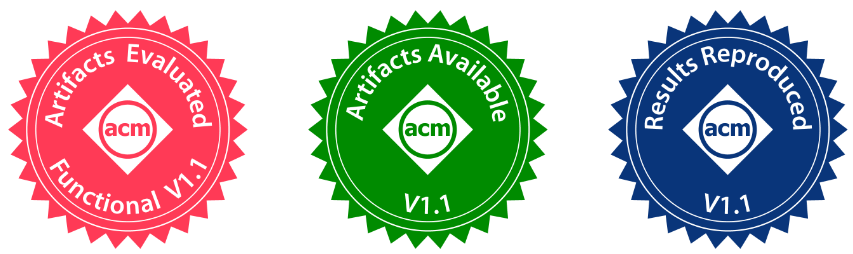 Artifacts Evaluated
acm
Functional V1.1
Artifacts Available
acm
V1.1
Results Reproduced
acm
V1.1